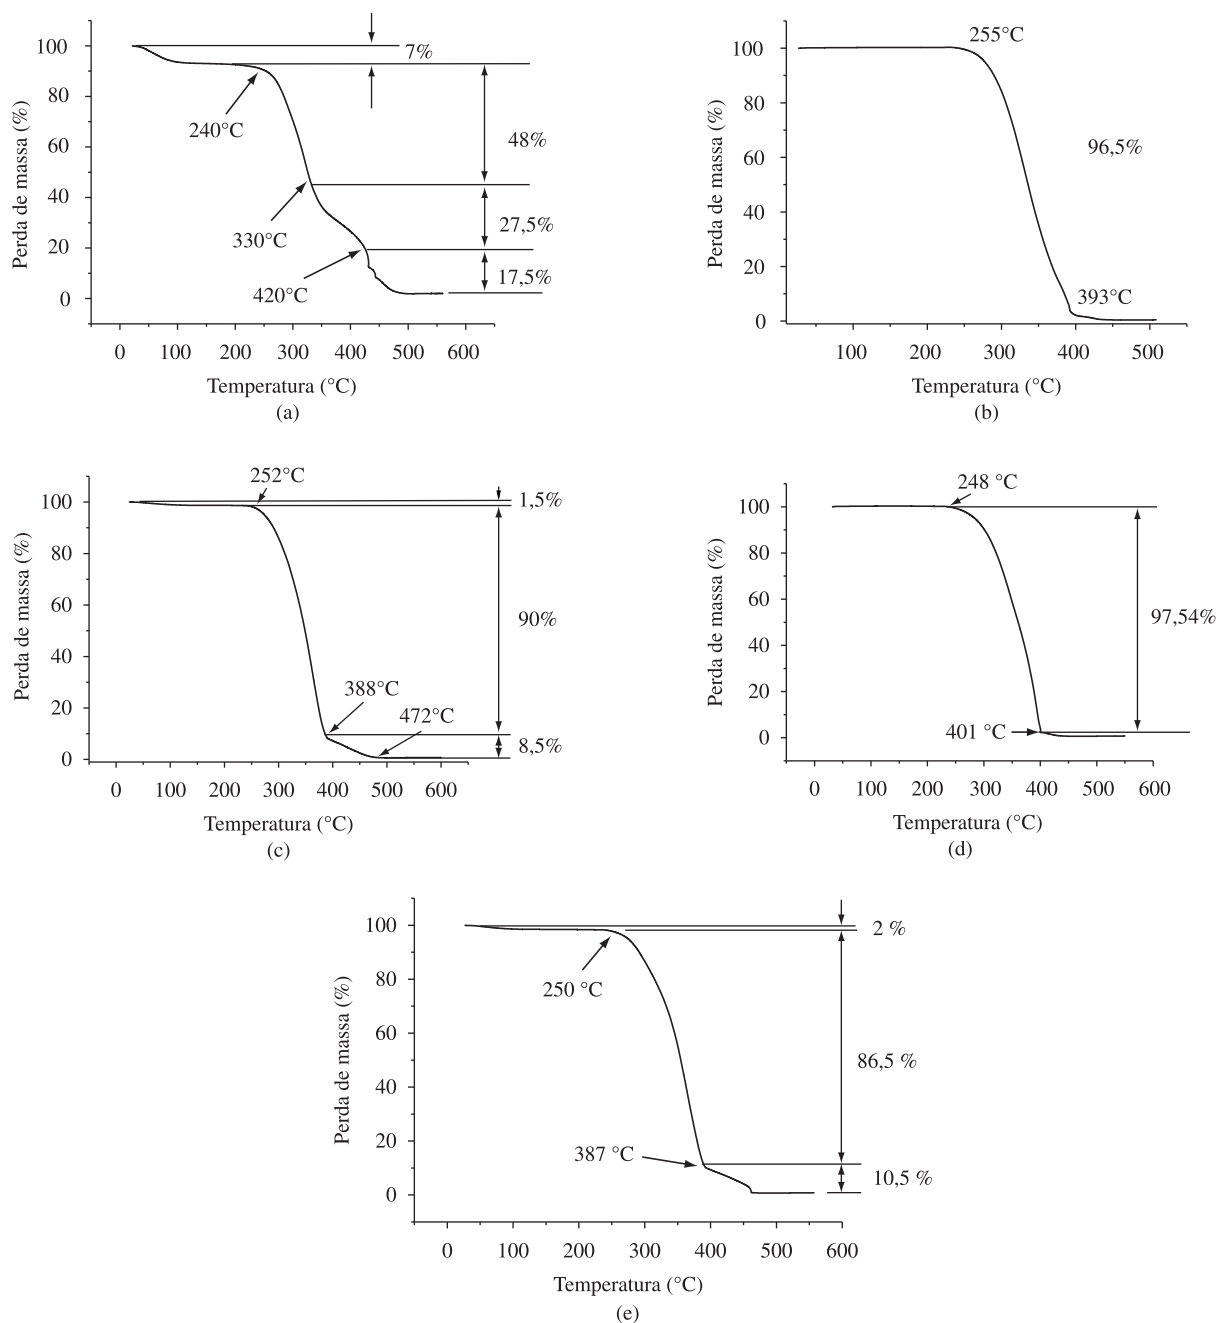 100
80
60
40
20
0
Perda de massa (%)
7%
240°C
48%
330°C
27,5%
420°C
17,5%
0 100 200 300 400 500 600
Temperatura (°C)
(a)
100
80
60
40
20
0
Perda de massa (%)
255°C
96,5%
393°C
100 200 300 400 500
Temperatura (°C)
(b)
100
80
60
40
20
0
Perda de massa (%)
252°C
1,5%
90%
388°C
472°C
8,5%
0 100 200 300 400 500 600
Temperatura (°C)
(c)
100
80
60
40
20
0
Perda de massa (%)
248 °C
97,54%
401 °C
0 100 200 300 400 500 600
Temperatura (°C)
(d)
100
80
60
40
20
0
Perda de massa (%)
2 %
250 °C
86,5 %
387 °C
10,5 %
0 100 200 300 400 500 600
Temperatura (°C)
(e)